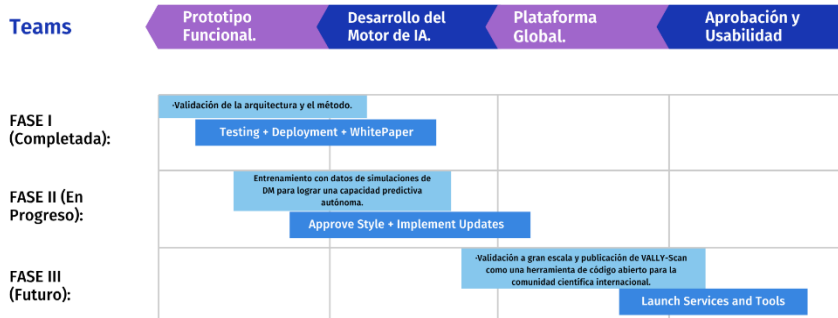 Teams
Prototipo
Funcional.
Desarrollo del
Motor de IA.
Plataforma
Global.
Aprobación y
Usabilidad
FASE I
(Completada):
·Validación de la arquitectura y el método.
Testing + Deployment + WhitePaper
FASE II (En
Progreso):
Entrenamiento con datos de simulaciones de
DM para lograr una capacidad predictiva
autónoma.
Approve Style + Implement Updates
FASE III
(Futuro):
·Validación a gran escala y publicación de VALLY-Scan
como una herramienta de código abierto para la
comunidad científica internacional.
Launch Services and Tools